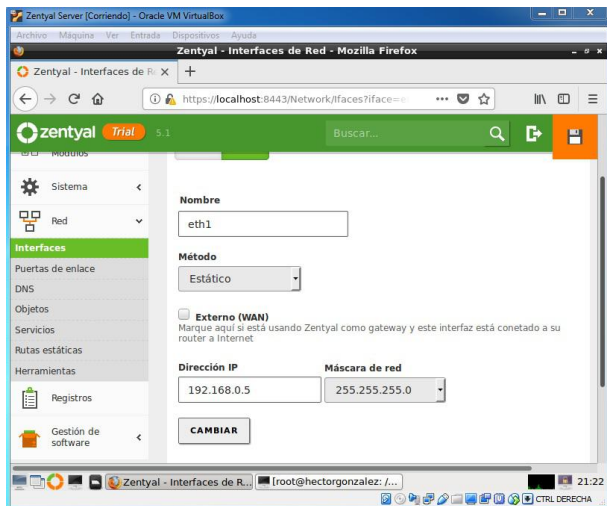 Zentyal Server [Corriendo] - Oracle VM VirtualBox
Archivo Máquina Ver Entrada Dispositivos Ayuda
Zentyal - Interfaces de Red - Mozilla Firefox
Zentyal - Interfaces de R
https://localhost:8443/Network/Ifaces?iface=e
zentyal Trial 5.1 Buscar...
Módulos
Sistema
Red
Interfaces
Puertas de enlace
DNS
Objetos
Servicios
Rutas estáticas
Herramientas
Registros
Gestión de
software
Nombre
eth1
Método
Estático
Externo (WAN)
Marque aquí si está usando Zentyal como gateway y este interfaz está conetado a su
router a Internet
Dirección IP Máscara de red
192.168.0.5 255.255.255.0
CAMBIAR
Zentyal - Interfaces de R... [root@hectorgonzalez: /... 21:22
CTRL DERECHA